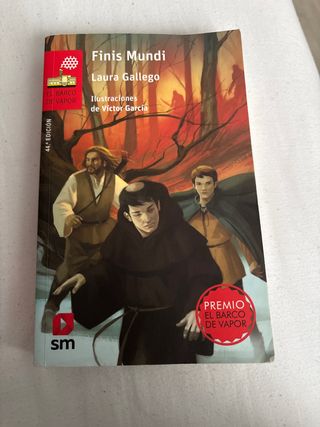 Finis Mundi
Laura Gallego
Ilustraciones
de Víctor García
EL BARCO
DE VAPOR
44.ª EDICIÓN
PREMIO
EL BARCO
DE VAPOR
sm